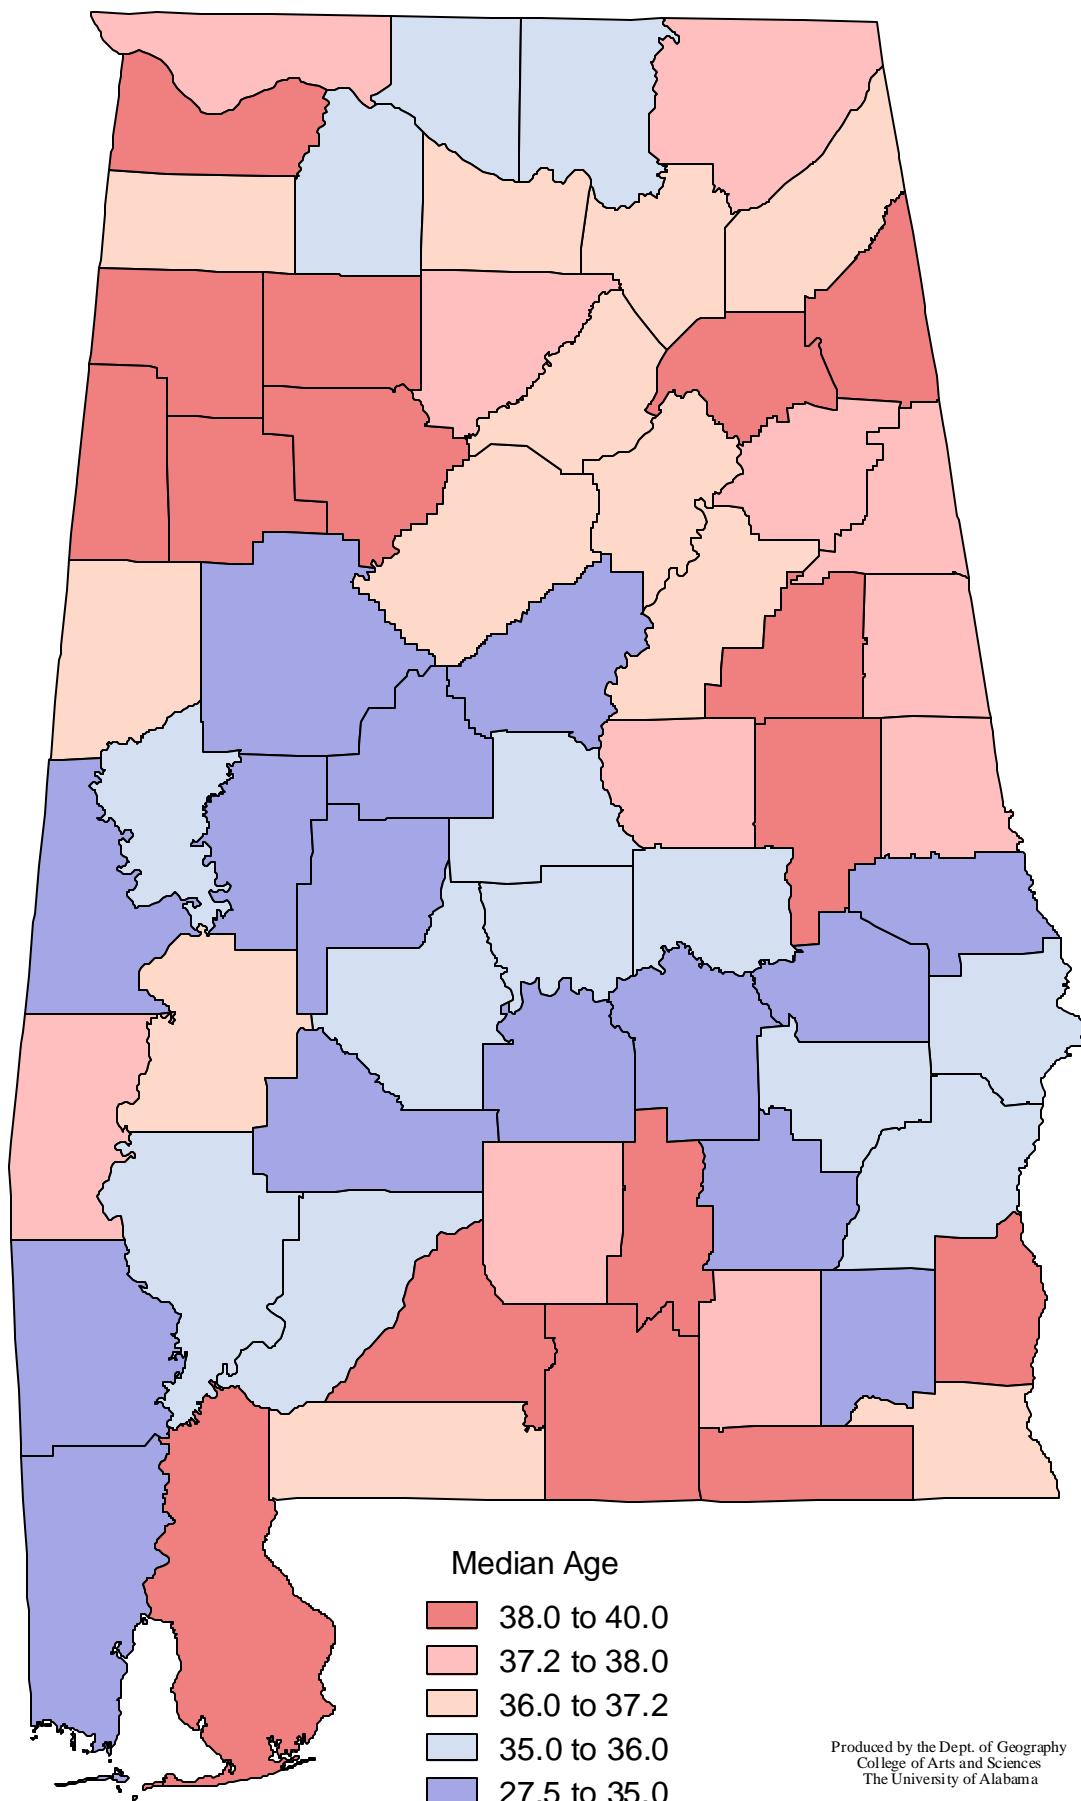 Median Age
38.0 to 40.0
37.2 to 38.0
36.0 to 37.2
35.0 to 36.0
27.5 to 35.0
Produced by the Dept. of Geography
College of Arts and Sciences
The University of Alabama